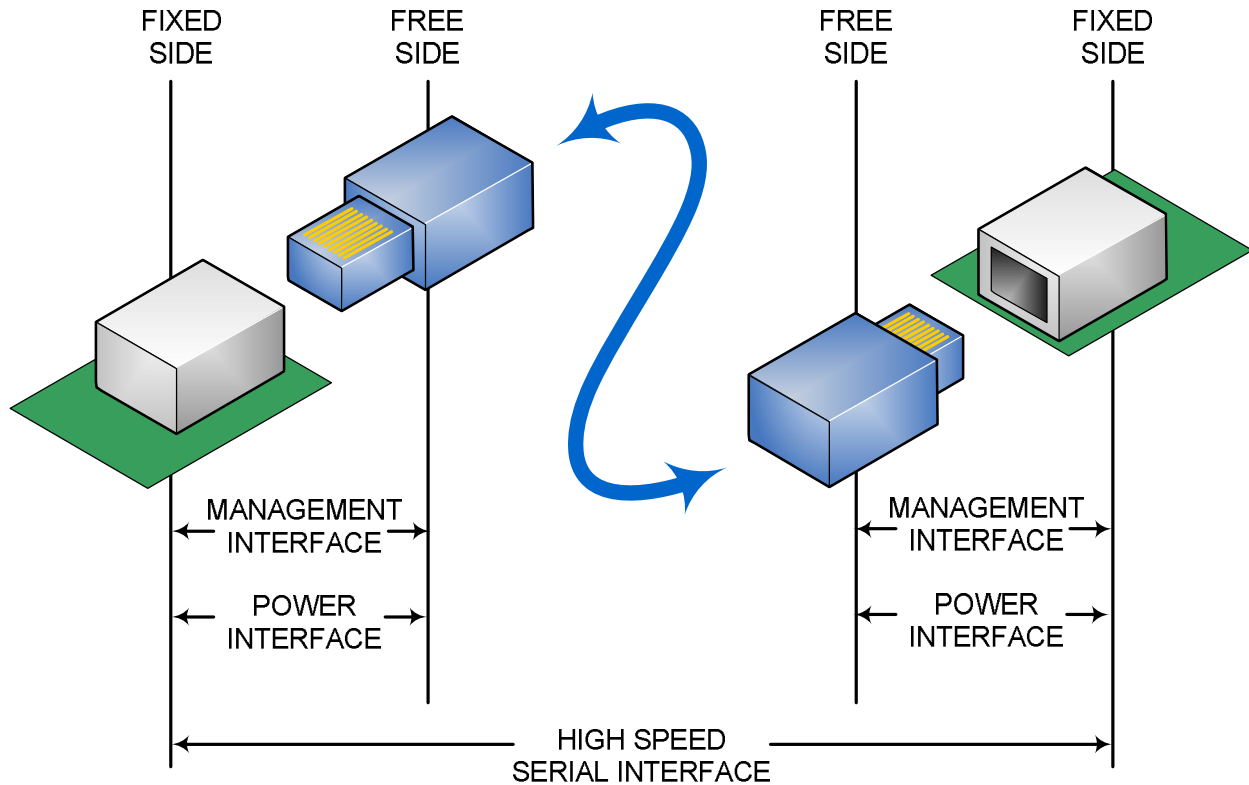 FIXED
SIDE
FREE
SIDE
FREE
SIDE
FIXED
SIDE
MANAGEMENT
INTERFACE
MANAGEMENT
INTERFACE
POWER
INTERFACE
POWER
INTERFACE
HIGH SPEED
SERIAL INTERFACE